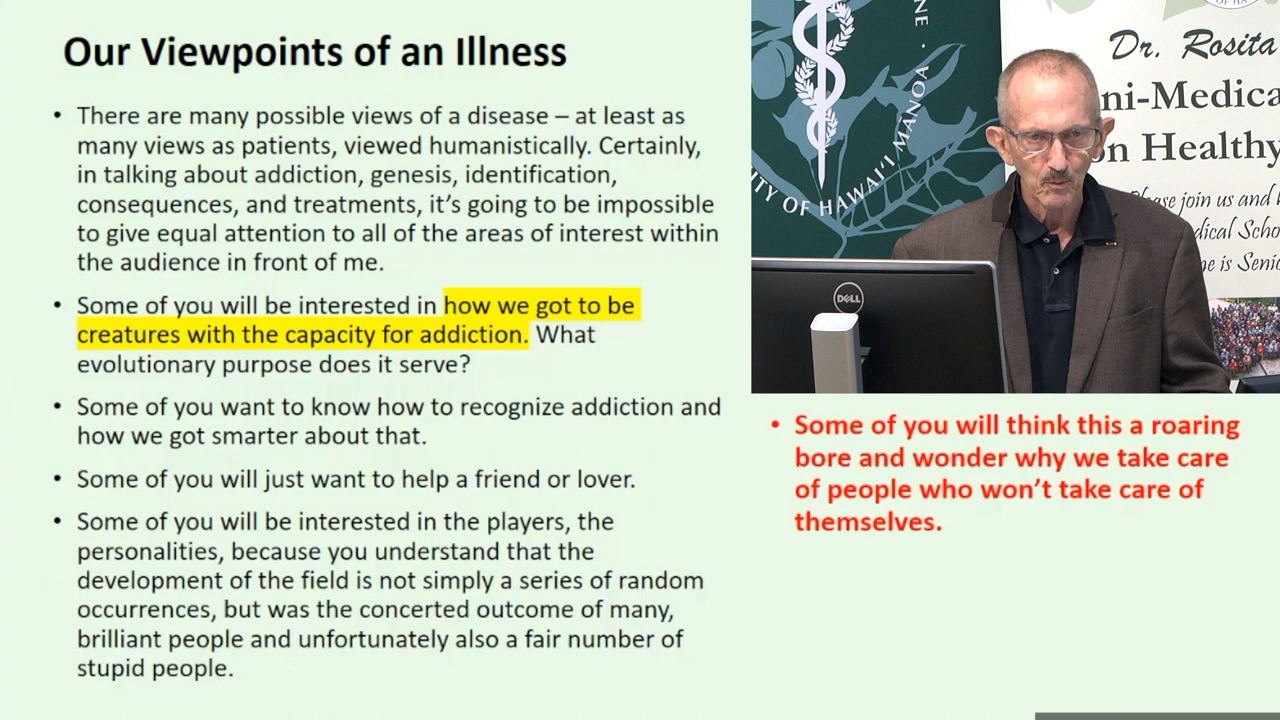 Our Viewpoints of an Illness
• There are many possible views of a disease – at least as
many views as patients, viewed humanistically. Certainly,
in talking about addiction, genesis, identification,
consequences, and treatments, it's going to be impossible
to give equal attention to all of the areas of interest within
the audience in front of me.
• Some of you will be interested in how we got to be
creatures with the capacity for addiction. What
evolutionary purpose does it serve?
• Some of you want to know how to recognize addiction and
how we got smarter about that.
• Some of you will just want to help a friend or lover.
• Some of you will be interested in the players, the
personalities, because you understand that the
development of the field is not simply a series of random
occurrences, but was the concerted outcome of many,
brilliant people and unfortunately also a fair number of
stupid people.
ITY OF HAWAI'I MANOA · NE
OF HA
Dr. Rosita
ni-Medica
on Healthy
ease join us and
dical Scho
e is Seni
DELL
• Some of you will think this a roaring
bore and wonder why we take care
of people who won't take care of
themselves.